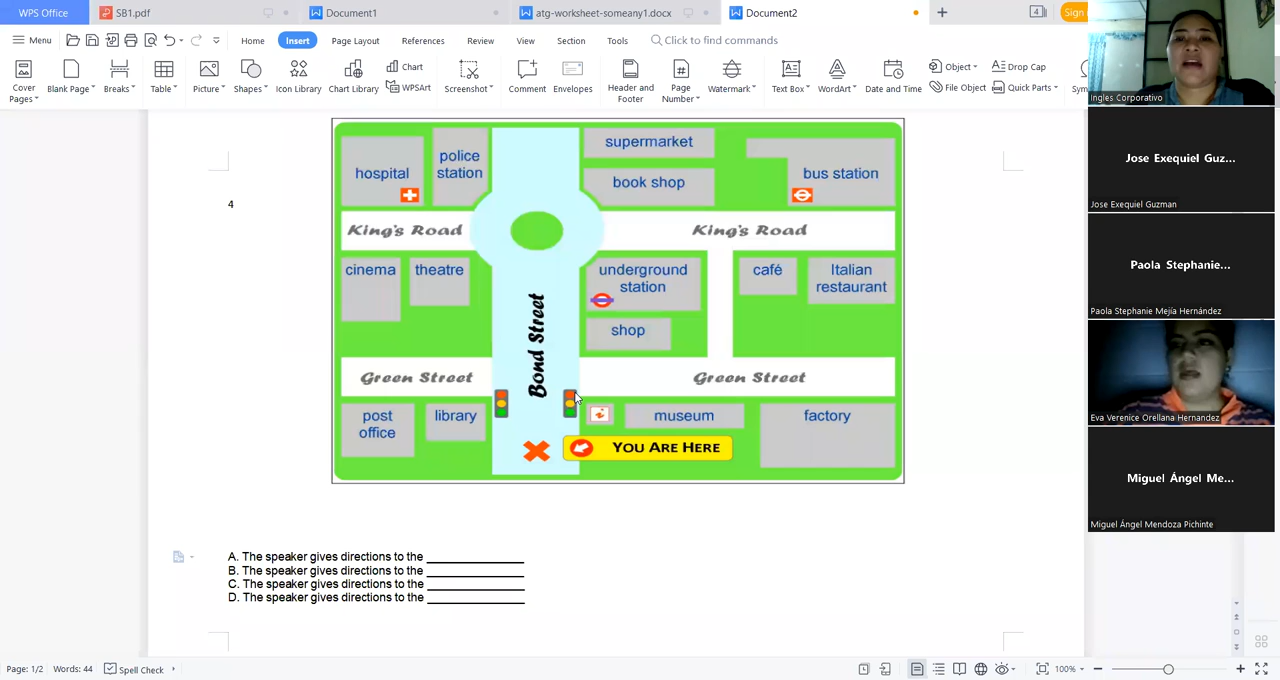 WPS Office SB1.pdf Document1 atg-worksheet-someany1.docx Document2 4 Sign
Menu Home Insert Page Layout References Review View Section Tools Click to find commands
Cover Pages Blank Page Breaks Table Picture Shapes Icon Library Chart Library Chart WPSArt Screenshot Comment Envelopes Header and Footer Page Number Watermark Text Box WordArt Date and Time Object File Object Drop Cap Quick Parts
Ingles Corporativo
Jose Exequiel Guz...
Jose Exequiel Guzman
Paola Stephanie...
Paola Stephanie Mejía Hernández
Eva Verenice Orellana Hernandez
Miguel Ángel Me...
Miguel Ángel Mendoza Pichinte
4
hospital
police station
supermarket
book shop
bus station
King's Road
King's Road
cinema
theatre
underground station
café
Italian restaurant
shop
Bond Street
Green Street
Green Street
post office
library
i
museum
factory
YOU ARE HERE
A. The speaker gives directions to the ______________
B. The speaker gives directions to the ______________
C. The speaker gives directions to the ______________
D. The speaker gives directions to the ______________
Page: 1/2 Words: 44 Spell Check 100%